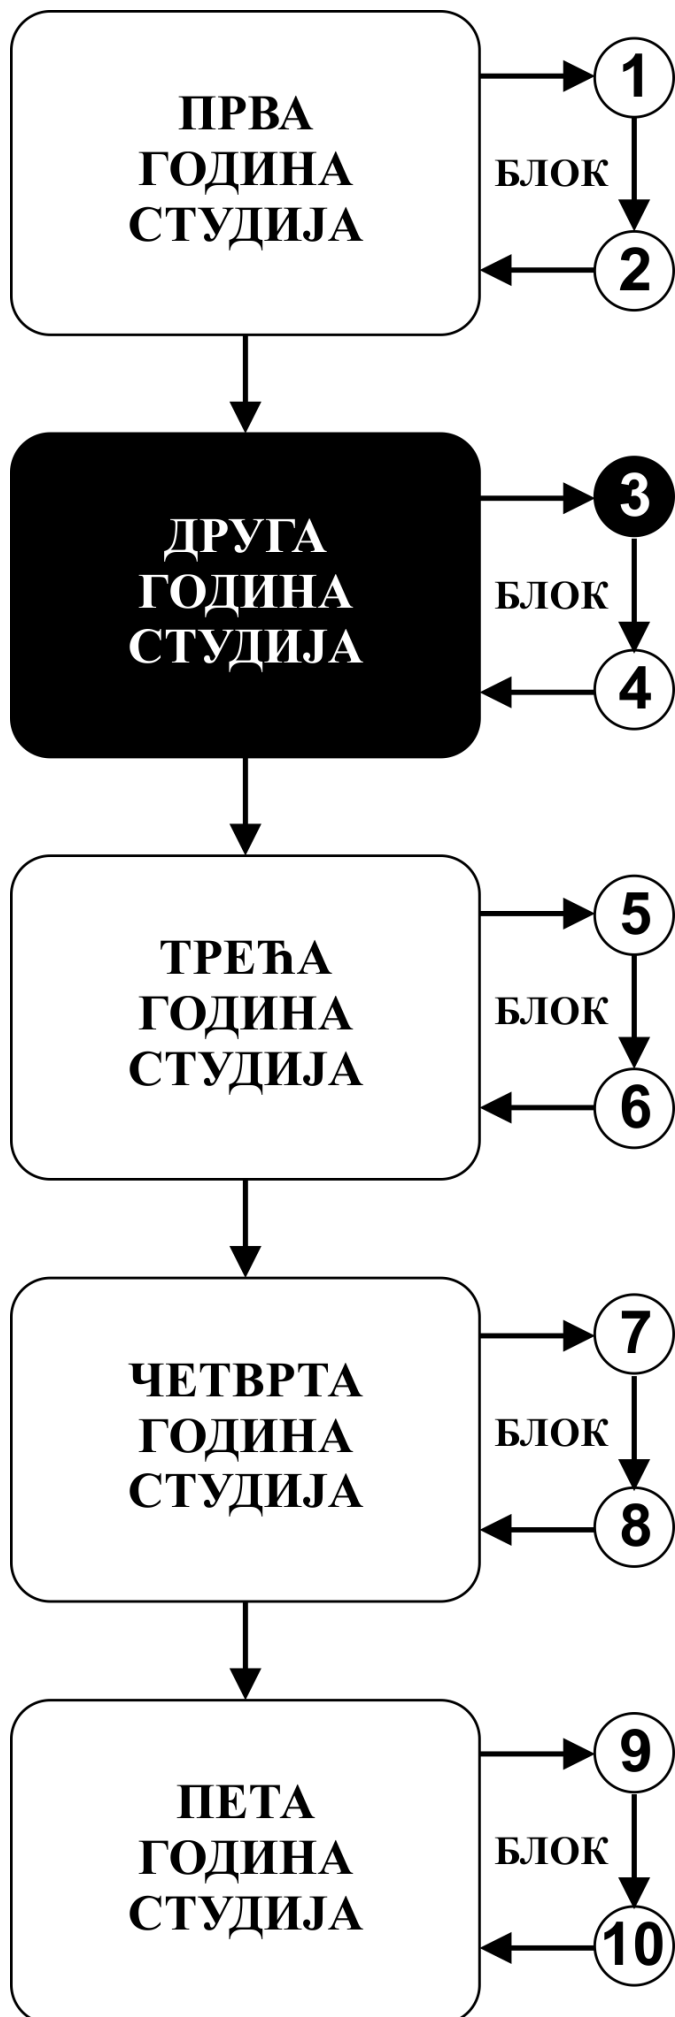 ПРВА
ГОДИНА
СТУДИЈА
1
БЛОК
2
ДРУГА
ГОДИНА
СТУДИЈА
3
БЛОК
4
ТРЕЋА
ГОДИНА
СТУДИЈА
5
БЛОК
6
ЧЕТВРТА
ГОДИНА
СТУДИЈА
7
БЛОК
8
ПЕТА
ГОДИНА
СТУДИЈА
9
БЛОК
10